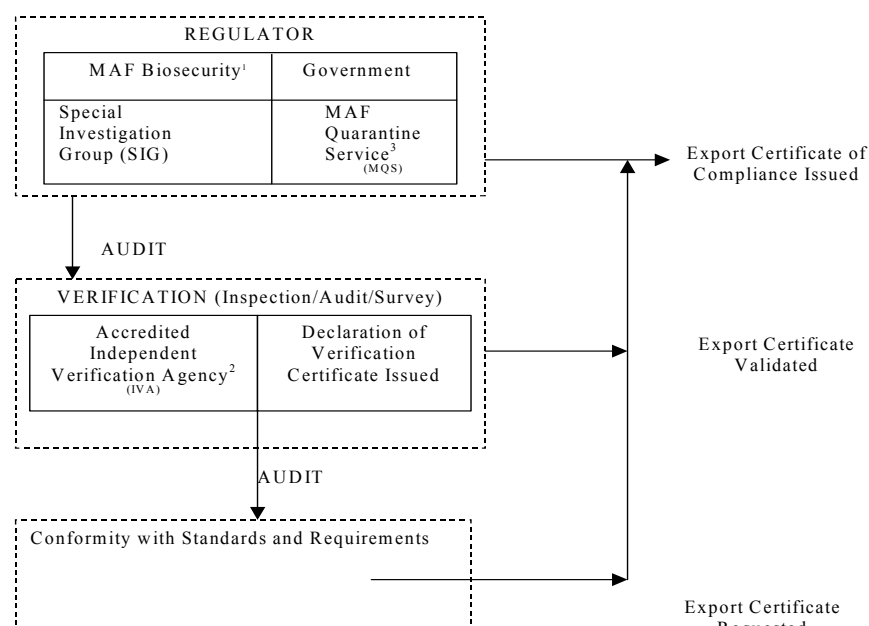 REGULATOR
MAF Biosecurity¹
Government
Special
Investigation
Group (SIG)
MAF
Quarantine
Service³
(MQS)
Export Certificate of
Compliance Issued
AUDIT
VERIFICATION (Inspection/Audit/Survey)
Accredited
Independent
Verification Agency²
(IVA)
Declaration of
Verification
Certificate Issued
Export Certificate
Validated
AUDIT
Conformity with Standards and Requirements
Export Certificate